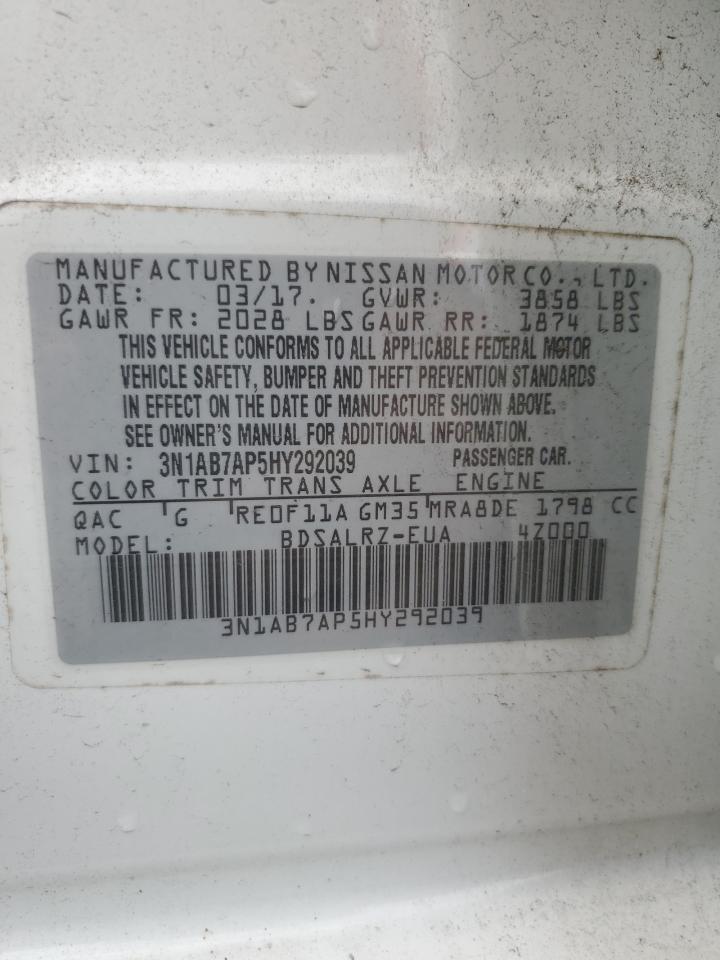 MANUFACTURED BY NISSAN MOTOR CO., LTD.
DATE: 03/17. GVWR: 3858 LBS
GAWR FR: 2028 LBS GAWR RR: 1874 LBS
THIS VEHICLE CONFORMS TO ALL APPLICABLE FEDERAL MOTOR
VEHICLE SAFETY, BUMPER AND THEFT PREVENTION STANDARDS
IN EFFECT ON THE DATE OF MANUFACTURE SHOWN ABOVE.
SEE OWNER'S MANUAL FOR ADDITIONAL INFORMATION.
VIN: 3N1AB7AP5HY292039 PASSENGER CAR.
COLOR TRIM TRANS AXLE ENGINE
QAC G RE0F11A GM35 MRA8DE 1798 CC
MODEL: BDSALRZ-EUA 4Z000
3N1AB7AP5HY292039